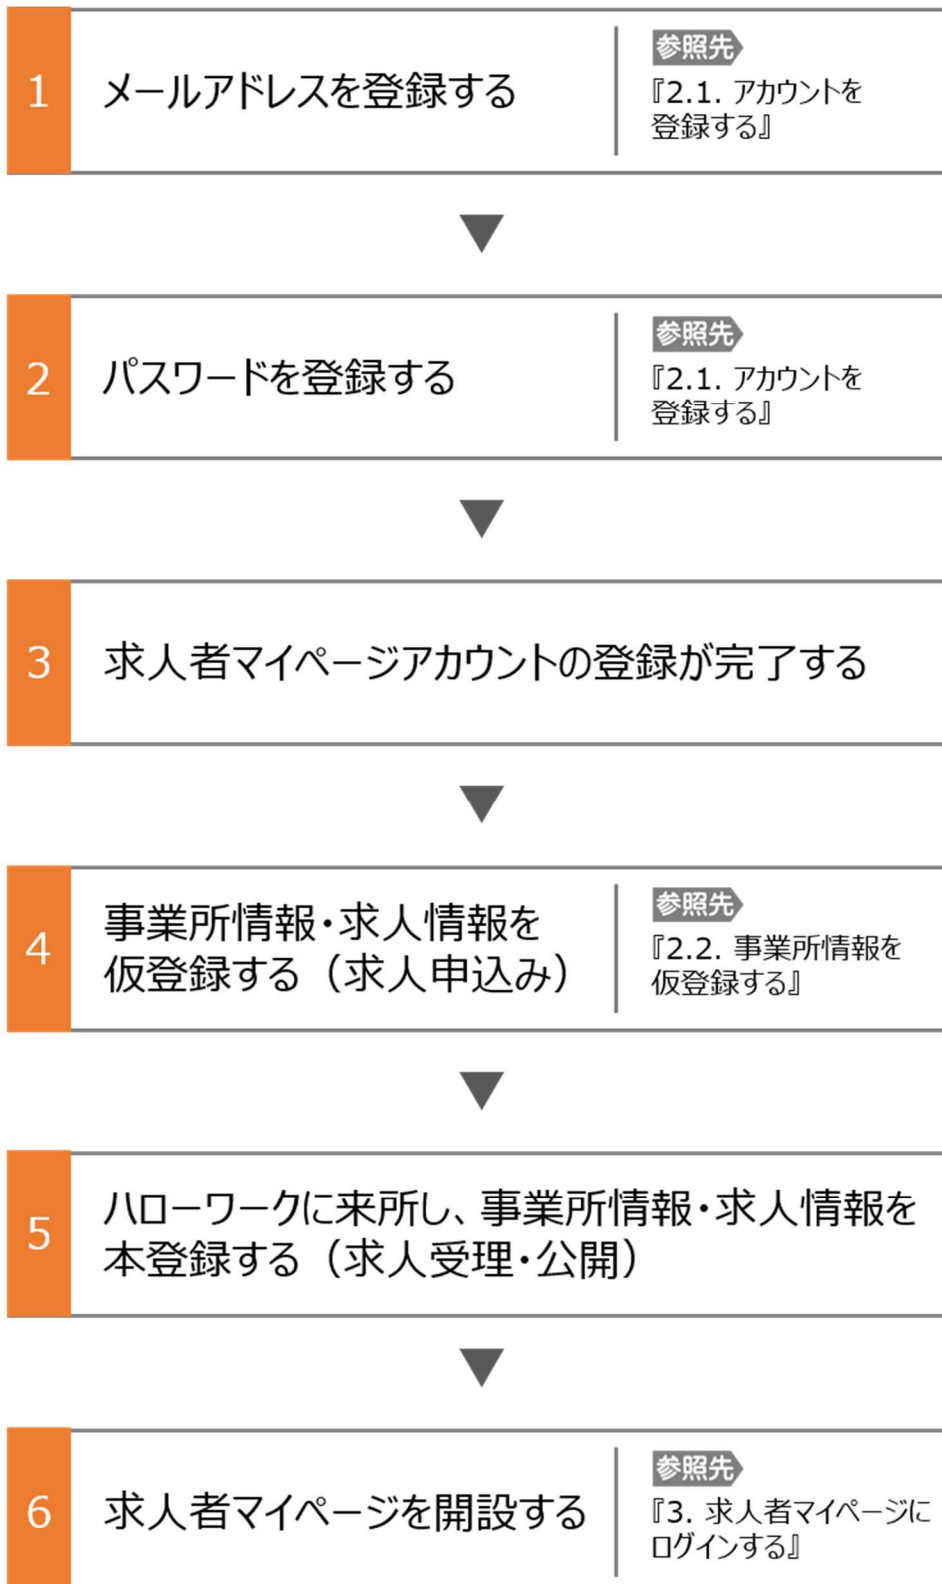 1
メールアドレスを登録する
参照先
『2.1. アカウントを
登録する』
2
パスワードを登録する
参照先
『2.1. アカウントを
登録する』
3
求人者マイページアカウントの登録が完了する
4
事業所情報・求人情報を
仮登録する（求人申込み）
参照先
『2.2. 事業所情報を
仮登録する』
5
ハローワークに来所し、事業所情報・求人情報を
本登録する（求人受理・公開）
6
求人者マイページを開設する
参照先
『3. 求人者マイページに
ログインする』